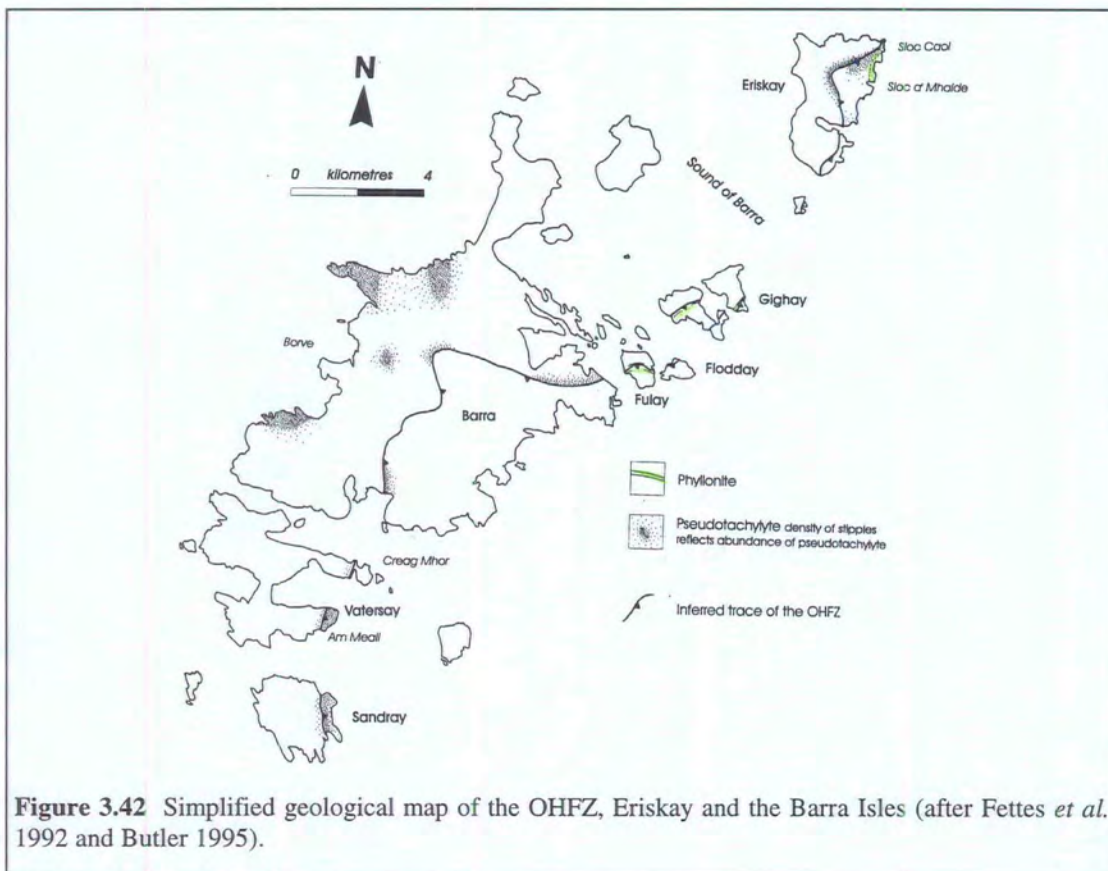 N
0 kilometres 4
Eriskay
Sloc Caol
Sloc a' Mhaide
Sound of Barra
Gighay
Borve
Flodday
Fulay
Barra
Phyllonite
Pseudotachylyte density of stipples
reflects abundance of pseudotachylyte
Creag Mhor
Vatersay
Am Meall
Inferred trace of the OHFZ
Sandray
Figure 3.42 Simplified geological map of the OHFZ, Eriskay and the Barra Isles (after Fettes et al.
1992 and Butler 1995).